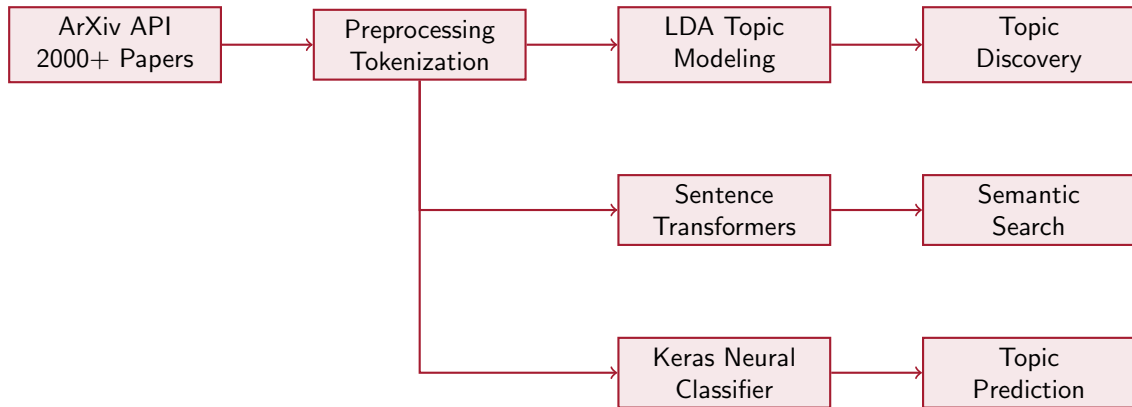 ArXiv API
2000+ Papers
Preprocessing
Tokenization
LDA Topic
Modeling
Topic
Discovery
Sentence
Transformers
Semantic
Search
Keras Neural
Classifier
Topic
Prediction